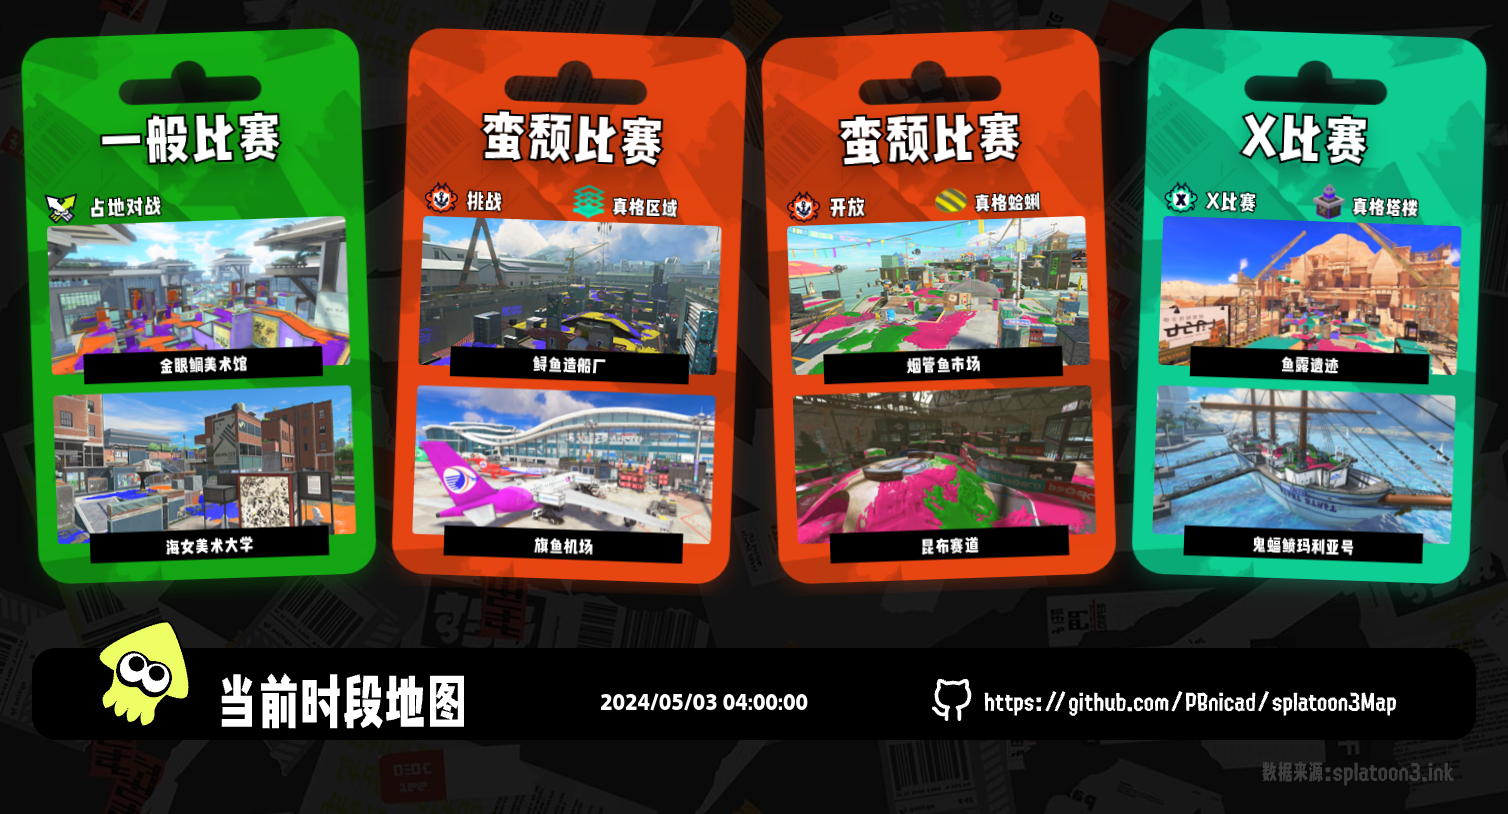 一般比赛
占地对战
金眼鲷美术馆
海女美术大学
蛮颓比赛
挑战
真格区域
鲟鱼造船厂
旗鱼机场
蛮颓比赛
开放
真格蛤蜊
烟管鱼市场
昆布赛道
X比赛
X比赛
真格塔楼
鱼露遗迹
鬼蝠鲼玛利亚号
当前时段地图
2024/05/03 04:00:00
https://github.com/PBnicad/splatoon3Map
数据来源:splatoon3.ink